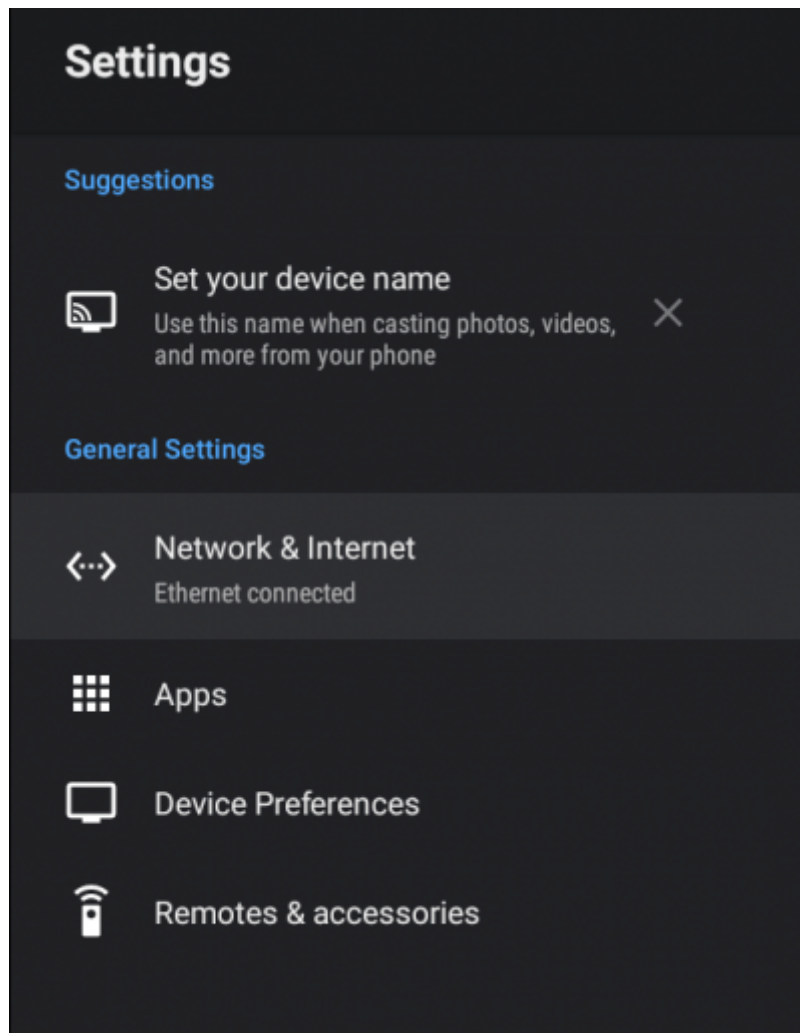 Settings
Suggestions
Set your device name
Use this name when casting photos, videos,
and more from your phone
General Settings
Network & Internet
Ethernet connected
Apps
Device Preferences
Remotes & accessories